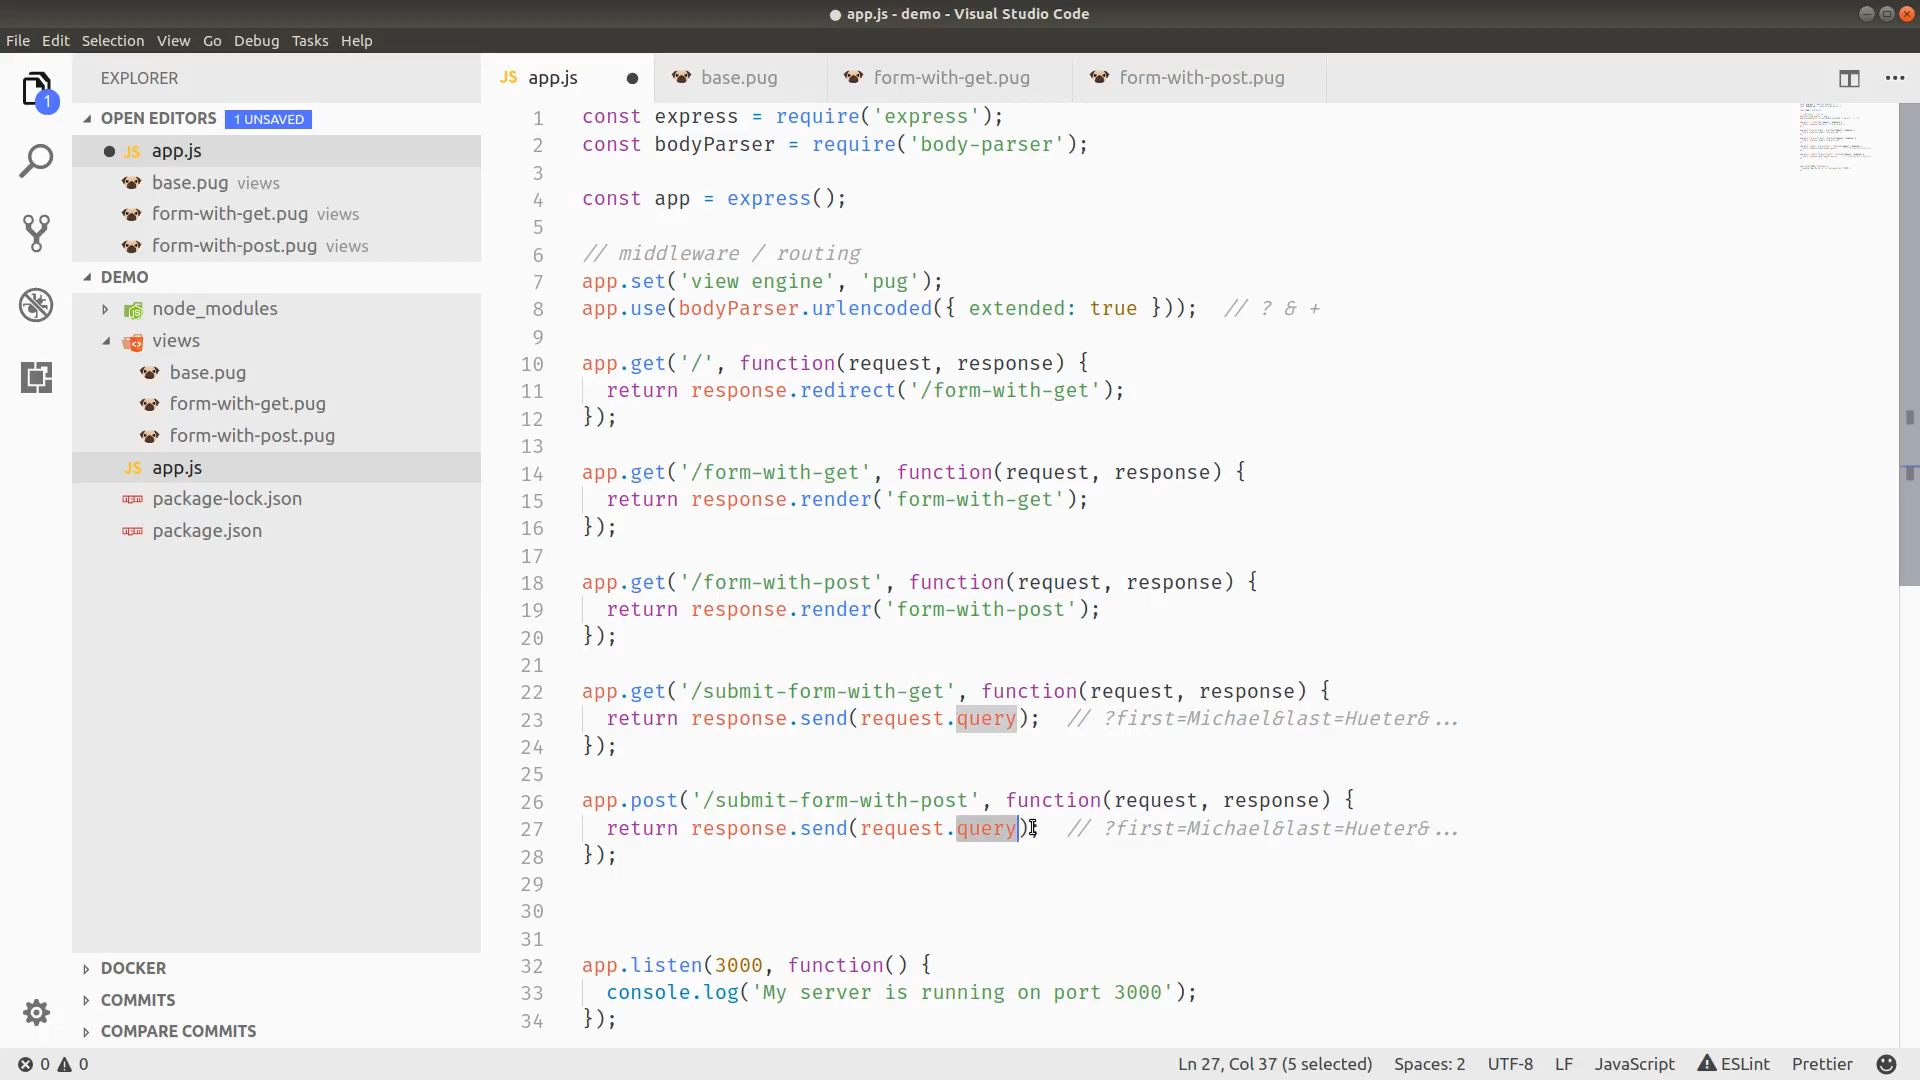 app.js - demo - Visual Studio Code
File Edit Selection View Go Debug Tasks Help
1
EXPLORER
OPEN EDITORS 1 UNSAVED
JS app.js
base.pug views
form-with-get.pug views
form-with-post.pug views
DEMO
node_modules
views
base.pug
form-with-get.pug
form-with-post.pug
JS app.js
package-lock.json
package.json
DOCKER
COMMITS
COMPARE COMMITS
JS app.js base.pug form-with-get.pug form-with-post.pug
1 const express = require('express');
2 const bodyParser = require('body-parser');
3
4 const app = express();
5
6 // middleware / routing
7 app.set('view engine', 'pug');
8 app.use(bodyParser.urlencoded({ extended: true })); // ? & +
9
10 app.get('/', function(request, response) {
11 return response.redirect('/form-with-get');
12 });
13
14 app.get('/form-with-get', function(request, response) {
15 return response.render('form-with-get');
16 });
17
18 app.get('/form-with-post', function(request, response) {
19 return response.render('form-with-post');
20 });
21
22 app.get('/submit-form-with-get', function(request, response) {
23 return response.send(request.query); // ?first=Michael&last=Hueter&...
24 });
25
26 app.post('/submit-form-with-post', function(request, response) {
27 return response.send(request.query); // ?first=Michael&last=Hueter&...
28 });
29
30
31
32 app.listen(3000, function() {
33 console.log('My server is running on port 3000');
34 });
0 0 Ln 27, Col 37 (5 selected) Spaces: 2 UTF-8 LF JavaScript ESLint Prettier